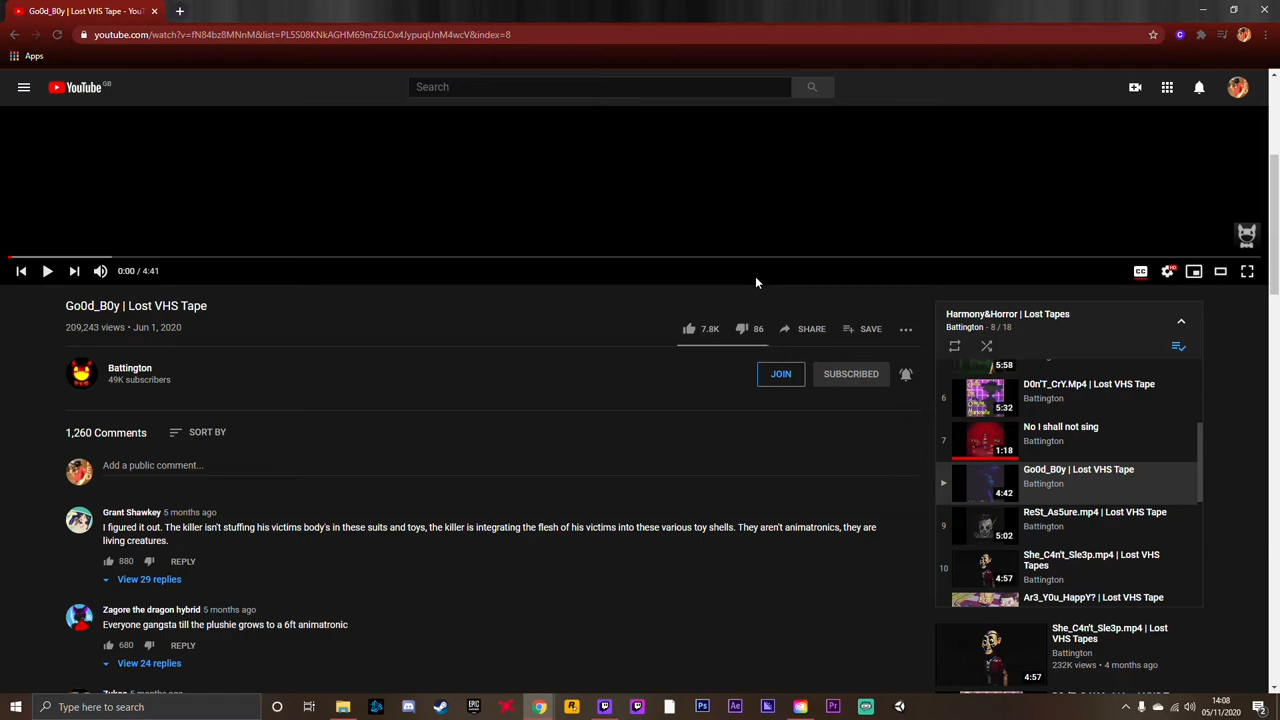 Go0d_B0y | Lost VHS Tape - YouT
youtube.com/watch?v=fN84bz8MNnM&list=PL5S08KNkAGHM69mZ6LOx4JypuqUnM4wcV&index=8
Apps
YouTube GB
Search
0:00 / 4:41
CC
HD
Go0d_B0y | Lost VHS Tape
209,243 views • Jun 1, 2020
7.8K
86
SHARE
SAVE
Battington
49K subscribers
JOIN
SUBSCRIBED
1,260 Comments
SORT BY
Add a public comment...
Grant Shawkey 5 months ago
I figured it out. The killer isn't stuffing his victims body's in these suits and toys, the killer is integrating the flesh of his victims into these various toy shells. They aren't animatronics, they are
living creatures.
880
REPLY
View 29 replies
Zagore the dragon hybrid 5 months ago
Everyone gangsta till the plushie grows to a 6ft animatronic
680
REPLY
View 24 replies
5 months ago
Harmony&Horror | Lost Tapes
Battington - 8 / 18
5:58
6
5:32
D0n'T_CrY.Mp4 | Lost VHS Tape
Battington
7
1:18
No I shall not sing
Battington
4:42
Go0d_B0y | Lost VHS Tape
Battington
9
5:02
ReSt_As5ure.mp4 | Lost VHS Tape
Battington
10
4:57
She_C4n't_Sle3p.mp4 | Lost VHS
Tapes
Battington
Ar3_Y0u_HappY? | Lost VHS Tape
4:57
She_C4n't_Sle3p.mp4 | Lost
VHS Tapes
Battington
232K views • 4 months ago
Type here to search
EPIC
Ps
Ae
Pr
14:08
05/11/2020
2